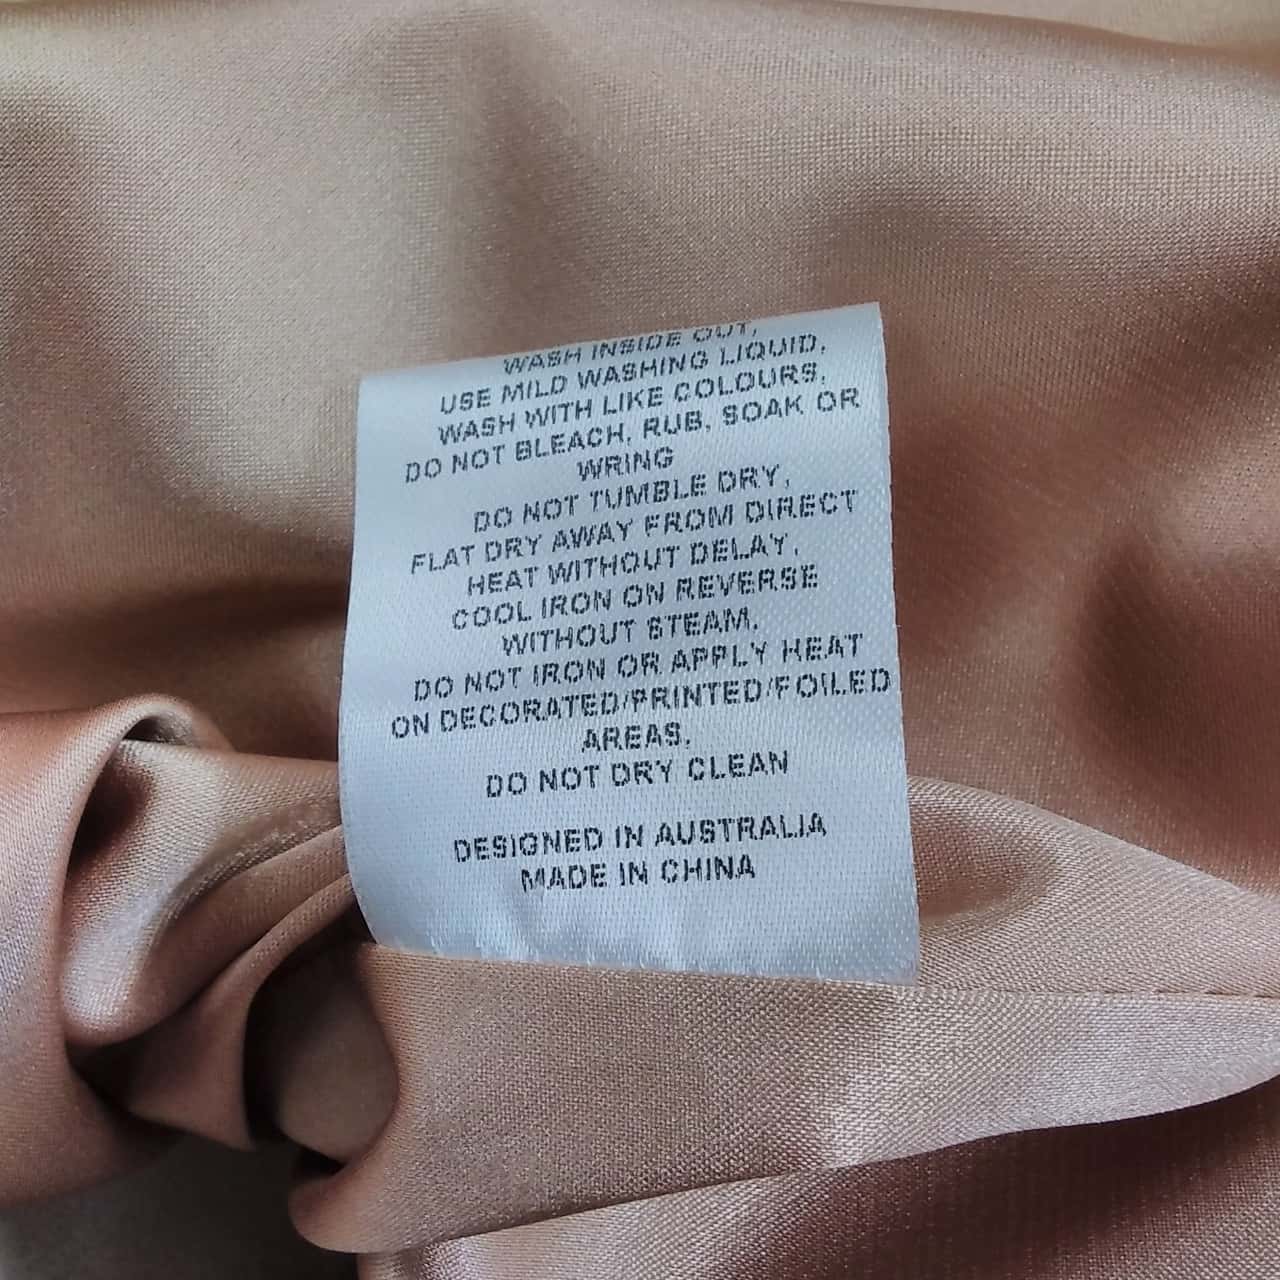 WASH INSIDE OUT,
USE MILD WASHING LIQUID,
WASH WITH LIKE COLOURS,
DO NOT BLEACH, RUB, SOAK OR
WRING
DO NOT TUMBLE DRY,
FLAT DRY AWAY FROM DIRECT
HEAT WITHOUT DELAY,
COOL IRON ON REVERSE
WITHOUT STEAM,
DO NOT IRON OR APPLY HEAT
ON DECORATED/PRINTED/FOILED
AREAS,
DO NOT DRY CLEAN
DESIGNED IN AUSTRALIA
MADE IN CHINA